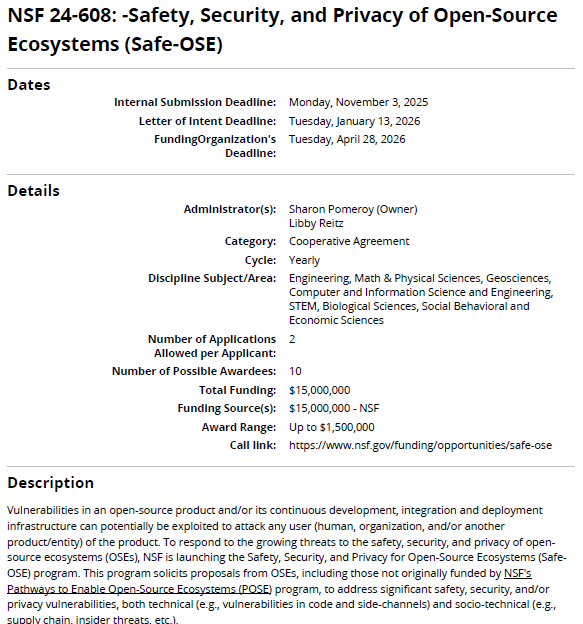 NSF 24-608: -Safety, Security, and Privacy of Open-Source
Ecosystems (Safe-OSE)
Dates
Internal Submission Deadline: Monday, November 3, 2025
Letter of Intent Deadline: Tuesday, January 13, 2026
FundingOrganization's Tuesday, April 28, 2026
Deadline:
Details
Administrator(s): Sharon Pomeroy (Owner)
Libby Reitz
Category: Cooperative Agreement
Cycle: Yearly
Discipline Subject/Area: Engineering, Math & Physical Sciences, Geosciences,
Computer and Information Science and Engineering,
STEM, Biological Sciences, Social Behavioral and
Economic Sciences
Number of Applications 2
Allowed per Applicant:
Number of Possible Awardees: 10
Total Funding: $15,000,000
Funding Source(s): $15,000,000 - NSF
Award Range: Up to $1,500,000
Call link: https://www.nsf.gov/funding/opportunities/safe-ose
Description
Vulnerabilities in an open-source product and/or its continuous development, integration and deployment
infrastructure can potentially be exploited to attack any user (human, organization, and/or another
product/entity) of the product. To respond to the growing threats to the safety, security, and privacy of open-
source ecosystems (OSEs), NSF is launching the Safety, Security, and Privacy for Open-Source Ecosystems (Safe-
OSE) program. This program solicits proposals from OSEs, including those not originally funded by NSF's
Pathways to Enable Open-Source Ecosystems (POSE) program, to address significant safety, security, and/or
privacy vulnerabilities, both technical (e.g., vulnerabilities in code and side-channels) and socio-technical (e.g.,
supply chain, insider threats, etc.).